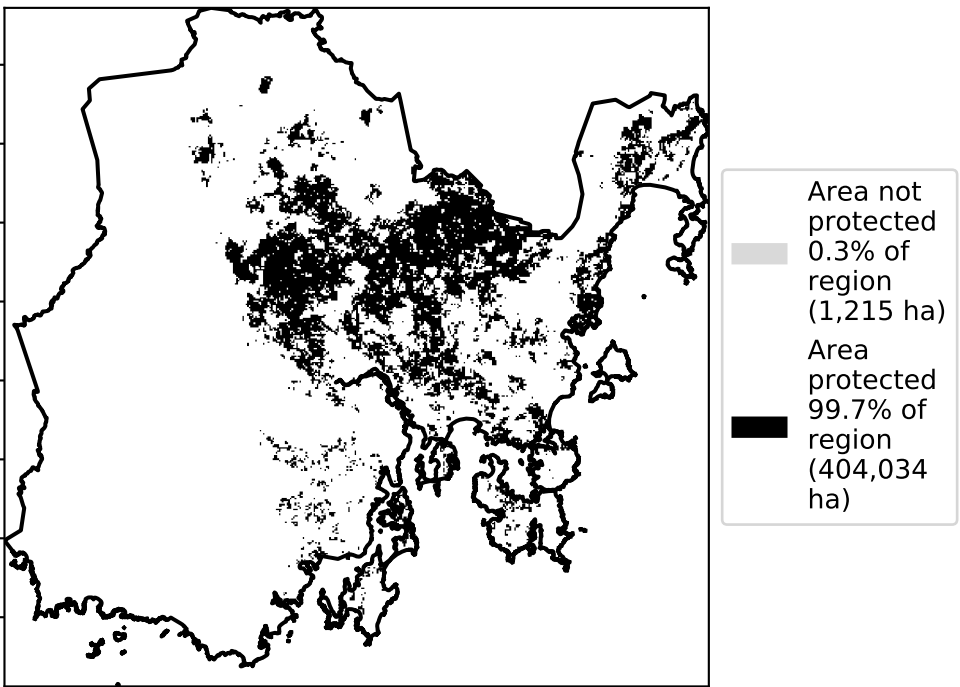 Area not
protected
0.3% of
region
(1,215 ha)
Area
protected
99.7% of
region
(404,034
ha)